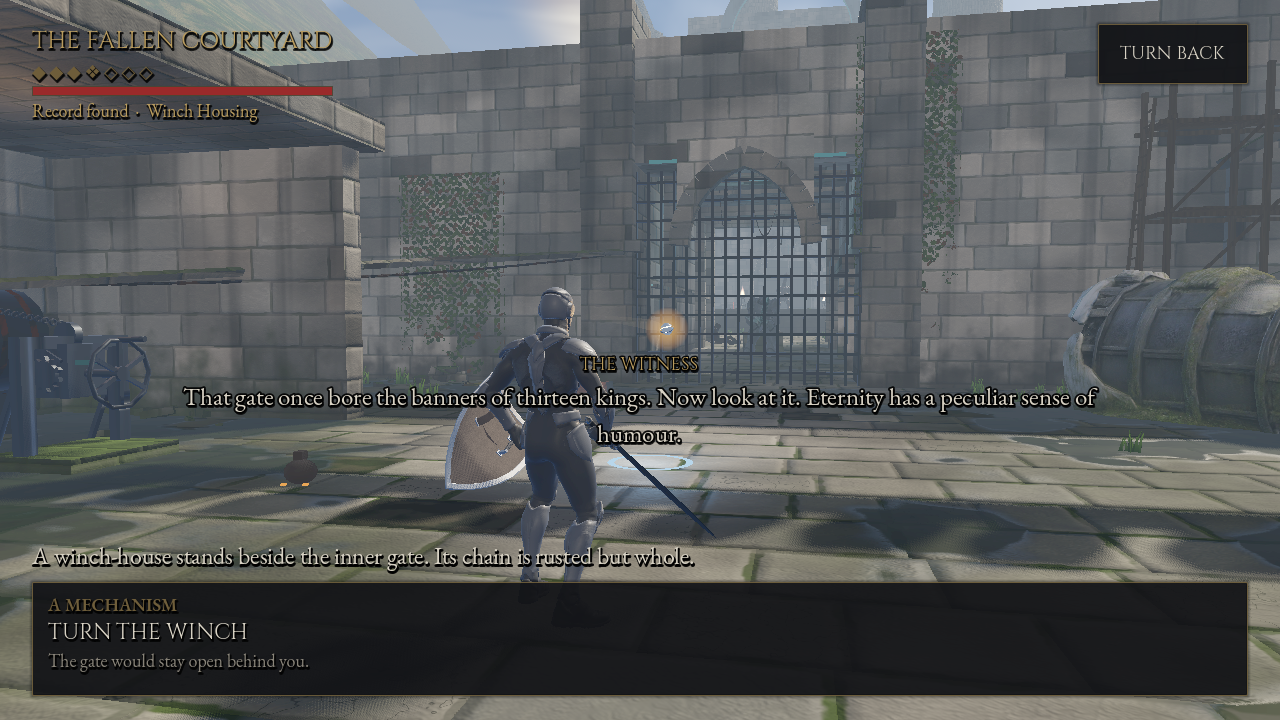 THE FALLEN COURTYARD
TURN BACK
Record found · Winch Housing
THE WITNESS
That gate once bore the banners of thirteen kings. Now look at it. Eternity has a peculiar sense of
humour.
A winch-house stands beside the inner gate. Its chain is rusted but whole.
A MECHANISM
TURN THE WINCH
The gate would stay open behind you.